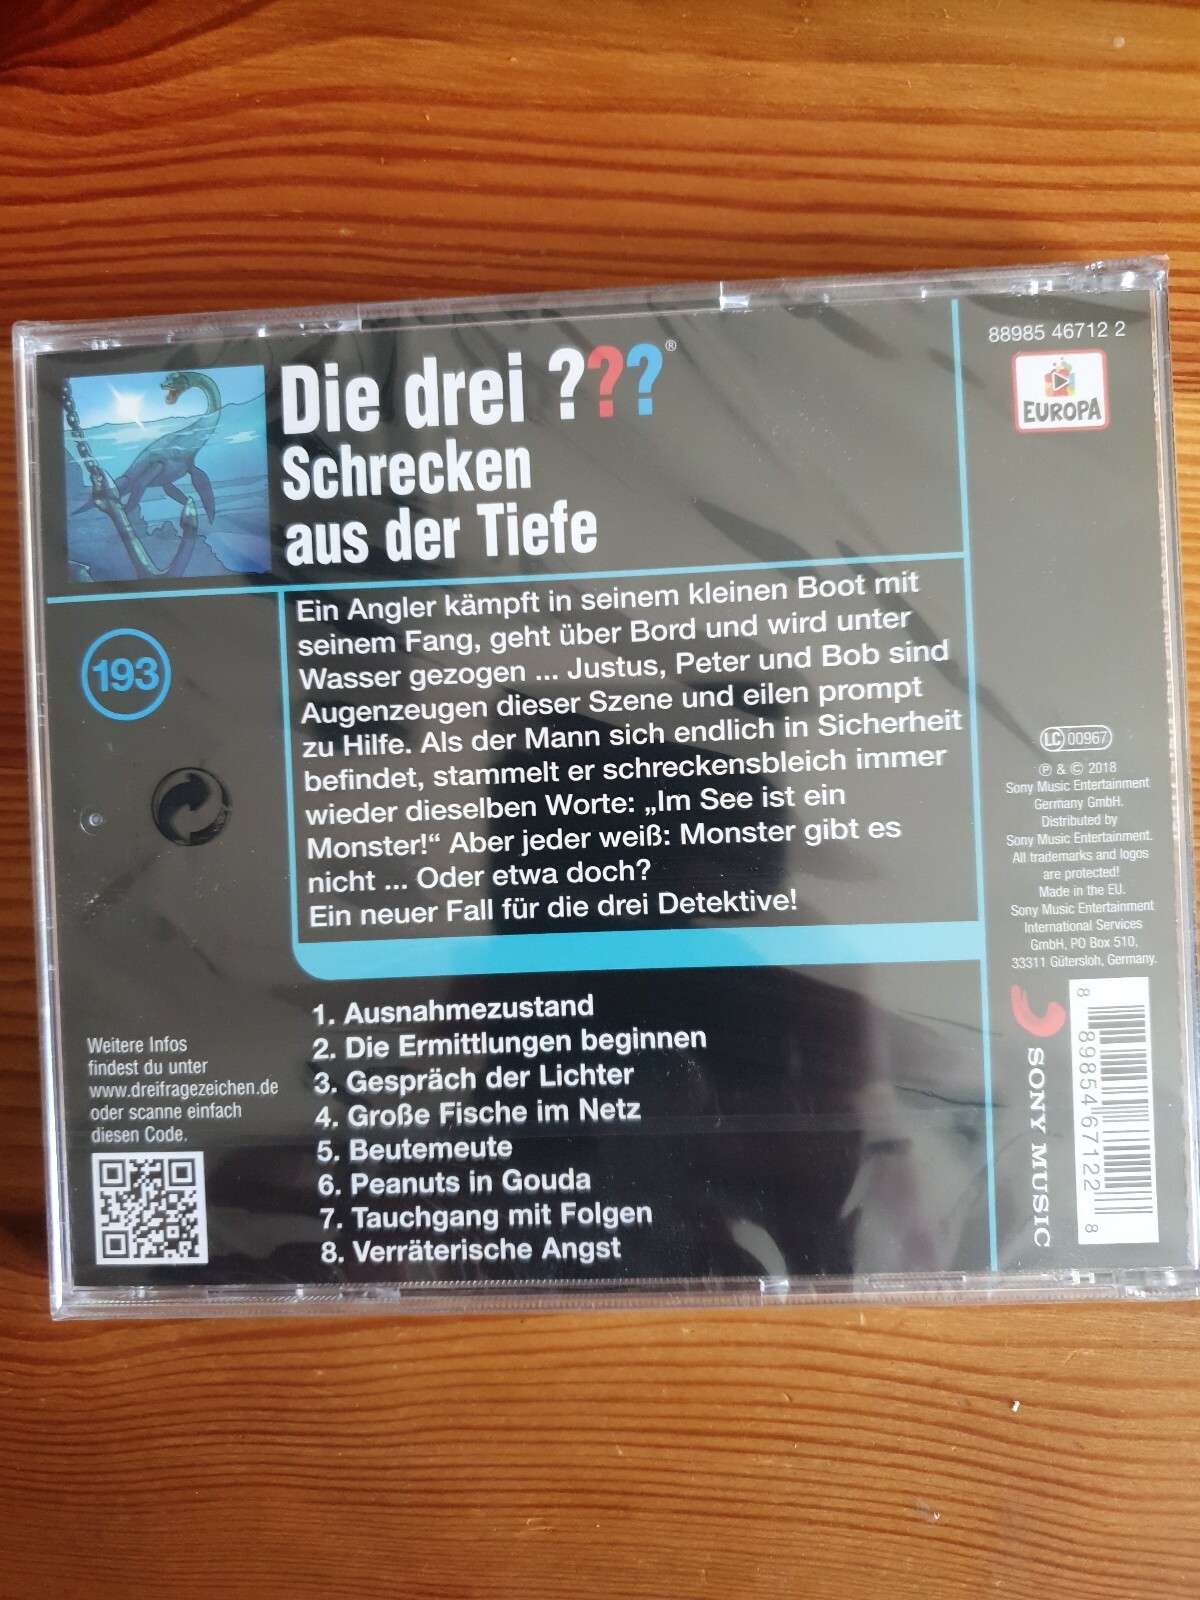 88985 46712 2
EUROPA
Die drei ???®
Schrecken
aus der Tiefe
193
Ein Angler kämpft in seinem kleinen Boot mit
seinem Fang, geht über Bord und wird unter
Wasser gezogen ... Justus, Peter und Bob sind
Augenzeugen dieser Szene und eilen prompt
zu Hilfe. Als der Mann sich endlich in Sicherheit
befindet, stammelt er schreckensbleich immer
wieder dieselben Worte: „Im See ist ein
Monster!“ Aber jeder weiß: Monster gibt es
nicht ... Oder etwa doch?
Ein neuer Fall für die drei Detektive!
1. Ausnahmezustand
2. Die Ermittlungen beginnen
3. Gespräch der Lichter
4. Große Fische im Netz
5. Beutemeute
6. Peanuts in Gouda
7. Tauchgang mit Folgen
8. Verräterische Angst
Weitere Infos
findest du unter
www.dreifragezeichen.de
oder scanne einfach
diesen Code.
LC 00967
℗ & © 2018
Sony Music Entertainment
Germany GmbH.
Distributed by
Sony Music Entertainment.
All trademarks and logos
are protected!
Made in the EU.
Sony Music Entertainment
International Services
GmbH, PO Box 510,
33311 Gütersloh, Germany.
SONY MUSIC
8 89854 67122 8